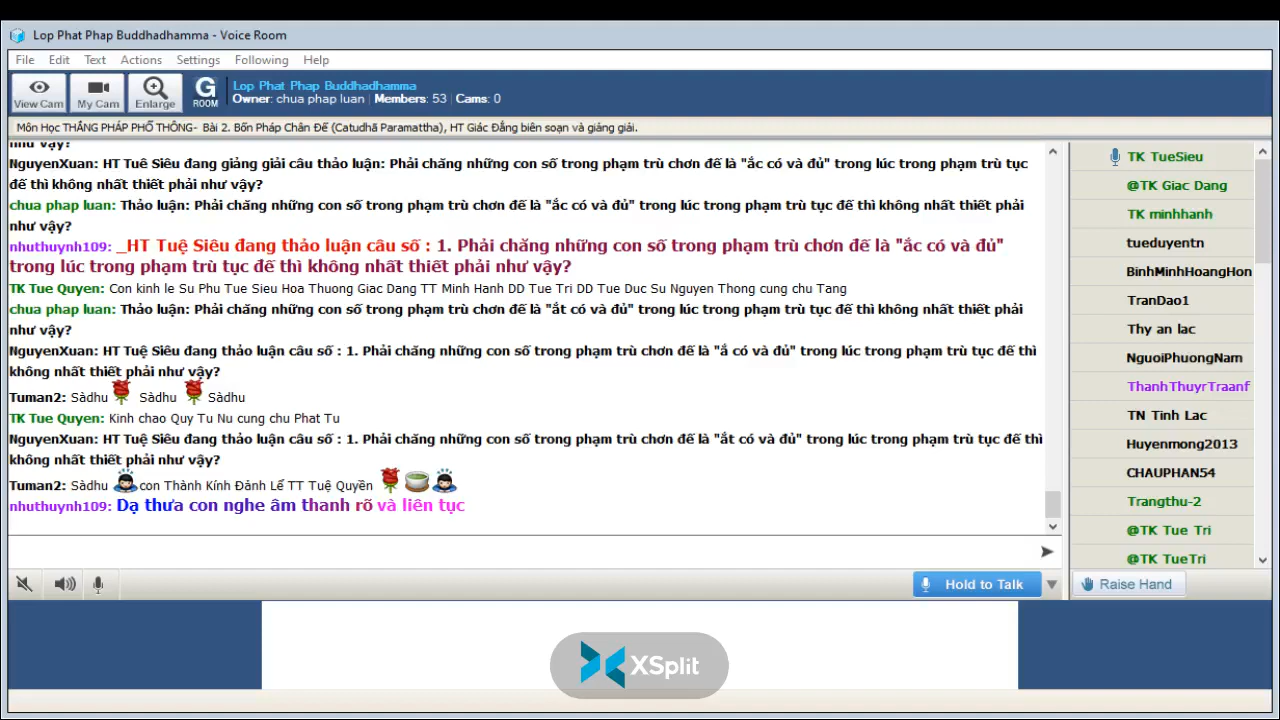 Lop Phat Phap Buddhadhamma - Voice Room
File Edit Text Actions Settings Following Help
View Cam My Cam Enlarge G ROOM
Lop Phat Phap Buddhadhamma
Owner: chua phap luan | Members: 53 | Cams: 0
Môn Học THẮNG PHÁP PHỔ THÔNG- Bài 2. Bốn Pháp Chân Đế (Catudhā Paramattha), HT Giác Đẳng biên soạn và giảng giải.
như vậy?
NguyenXuan: HT Tuê Siêu đang giảng giải câu thảo luận: Phải chăng những con số trong phạm trù chơn đế là "ắc có và đủ" trong lúc trong phạm trù tục
đế thì không nhất thiết phải như vậy?
chua phap luan: Thảo luận: Phải chăng những con số trong phạm trù chơn đế là "ắc có và đủ" trong lúc trong phạm trù tục đế thì không nhất thiết phải
như vậy?
nhuthuynh109: _HT Tuệ Siêu đang thảo luận câu số : 1. Phải chăng những con số trong phạm trù chơn đế là "ắc có và đủ"
trong lúc trong phạm trù tục đế thì không nhất thiết phải như vậy?
TK Tue Quyen: Con kinh le Su Phu Tue Sieu Hoa Thuong Giac Dang TT Minh Hanh DD Tue Tri DD Tue Duc Su Nguyen Thong cung chu Tang
chua phap luan: Thảo luận: Phải chăng những con số trong phạm trù chơn đế là "ắt có và đủ" trong lúc trong phạm trù tục đế thì không nhất thiết phải
như vậy?
NguyenXuan: HT Tuệ Siêu đang thảo luận câu số : 1. Phải chăng những con số trong phạm trù chơn đế là "ắ có và đủ" trong lúc trong phạm trù tục đế thì
không nhất thiết phải như vậy?
Tuman2: Sàdhu Sàdhu Sàdhu
TK Tue Quyen: Kinh chao Quy Tu Nu cung chu Phat Tu
NguyenXuan: HT Tuệ Siêu đang thảo luận câu số : 1. Phải chăng những con số trong phạm trù chơn đế là "ắt có và đủ" trong lúc trong phạm trù tục đế thì
không nhất thiết phải như vậy?
Tuman2: Sàdhu con Thành Kính Đảnh Lể TT Tuệ Quyền
nhuthuynh109: Dạ thưa con nghe âm thanh rõ và liên tục
TK TueSieu
@TK Giac Dang
TK minhhanh
tueduyentn
BinhMinhHoangHon
TranDao1
Thy an lac
NguoiPhuongNam
ThanhThuyrTraanf
TN Tinh Lac
Huyenmong2013
CHAUPHAN54
Trangthu-2
@TK Tue Tri
@TK TueTri
Hold to Talk
Raise Hand
XSplit